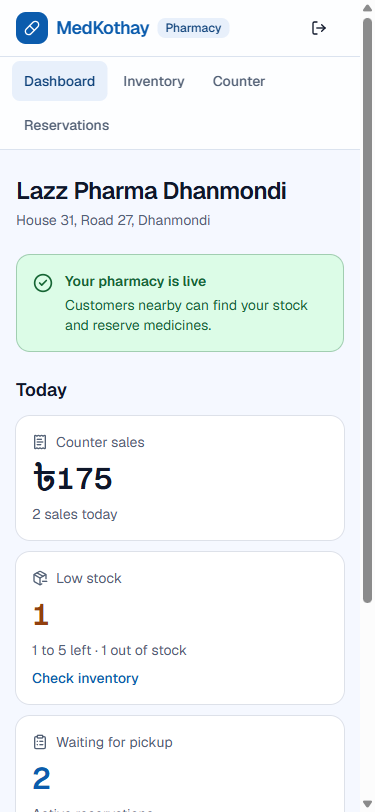 MedKothay Pharmacy
Dashboard Inventory Counter
Reservations
Lazz Pharma Dhanmondi
House 31, Road 27, Dhanmondi
Your pharmacy is live
Customers nearby can find your stock
and reserve medicines.
Today
Counter sales
৳175
2 sales today
Low stock
1
1 to 5 left · 1 out of stock
Check inventory
Waiting for pickup
2
Active reservations